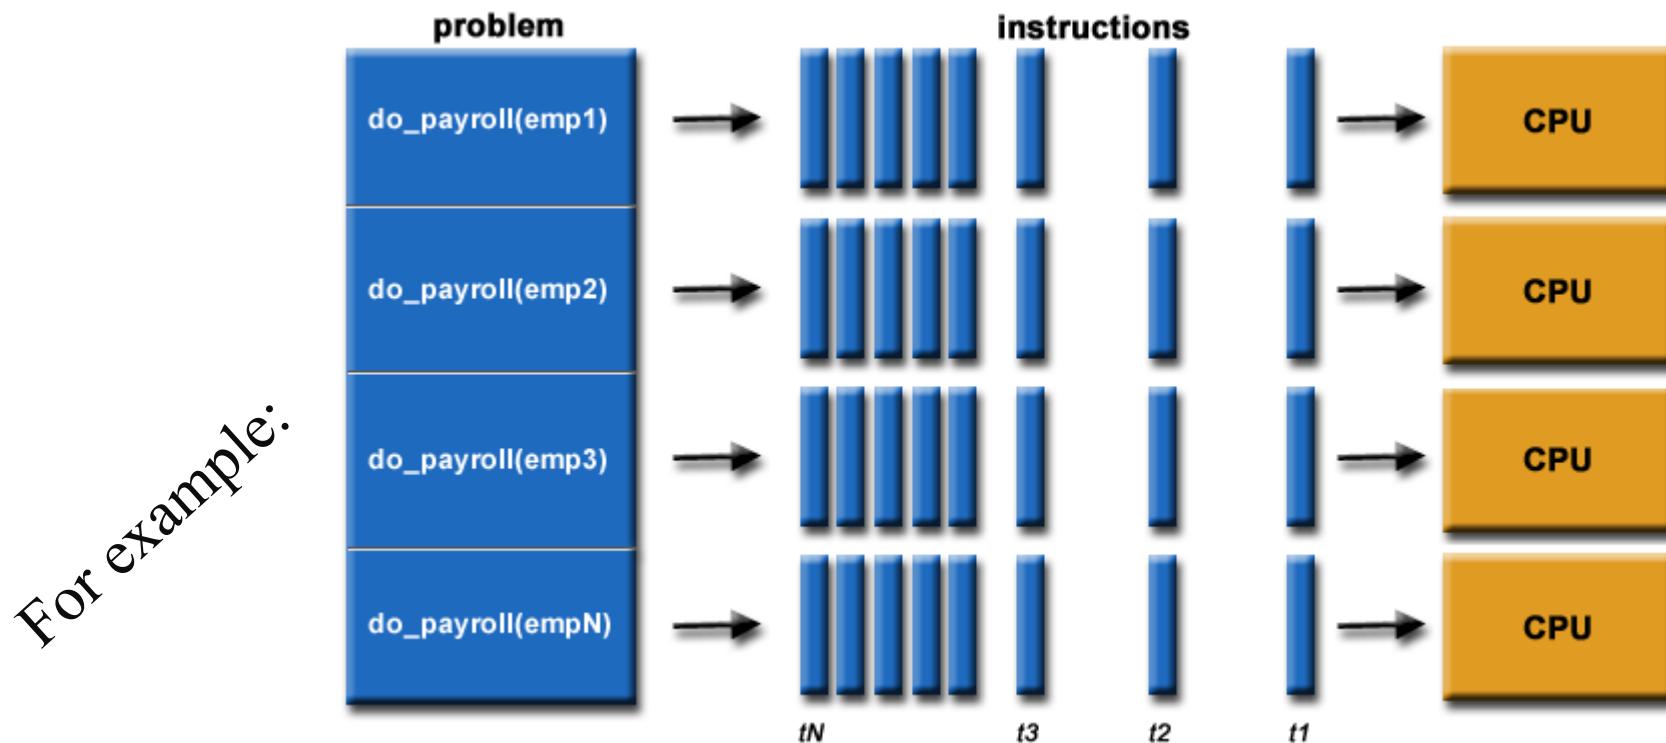 problem
instructions
do_payroll(emp1)
CPU
do_payroll(emp2)
CPU
For example:
do_payroll(emp3)
CPU
do_payroll(empN)
CPU
tN
t3
t2
t1